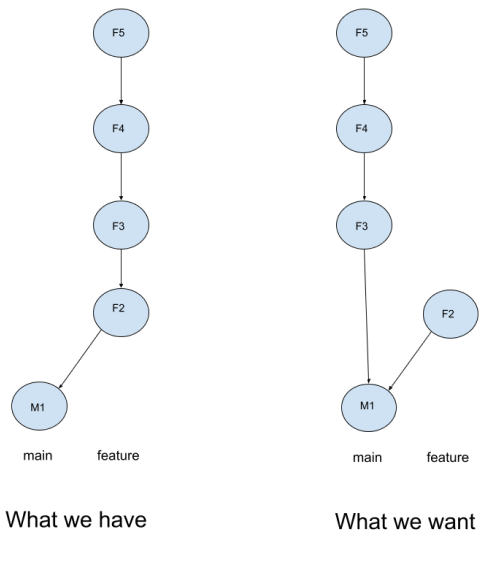 F5 F5
F4 F4
F3 F3
F2 F2
M1 M1
main feature main feature
What we have What we want